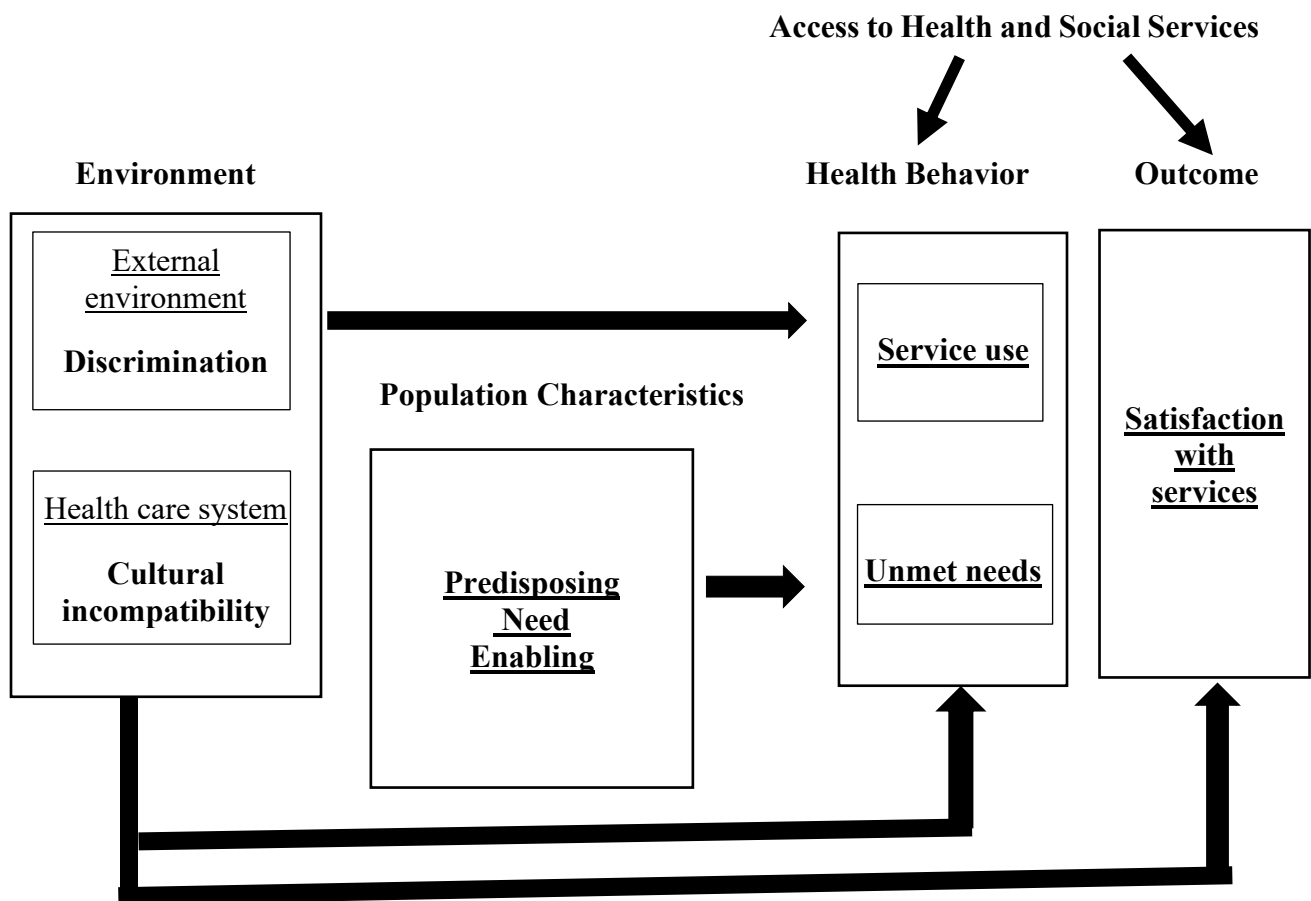 Access to Health and Social Services
Environment
Health Behavior
Outcome
External
environment
Discrimination
Health care system
Cultural
incompatibility
Population Characteristics
Predisposing
Need
Enabling
Service use
Unmet needs
Satisfaction
with
services